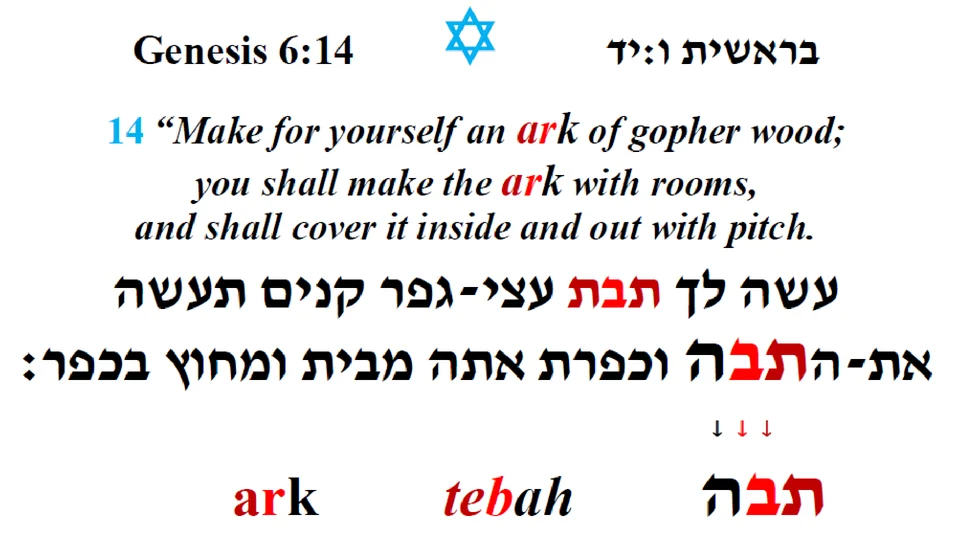 Genesis 6:14 בראשית ו:יד
14 “Make for yourself an ark of gopher wood;
you shall make the ark with rooms,
and shall cover it inside and out with pitch.
עשה לך תבת עצי-גפר קנים תעשה
את-התבה וכפרת אתה מבית ומחוץ בכפר:
↓ ↓ ↓
ark tebah תבה